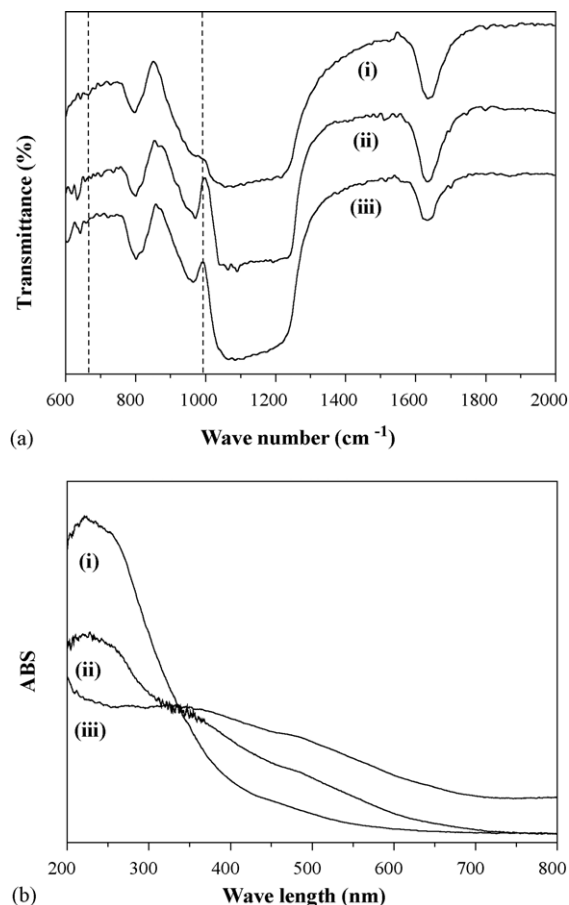 (i)
(ii)
(iii)
Transmittance (%)
600 800 1000 1200 1400 1600 1800 2000
(a)
Wave number (cm -1)
(i)
(ii)
(iii)
ABS
200 300 400 500 600 700 800
(b)
Wave length (nm)